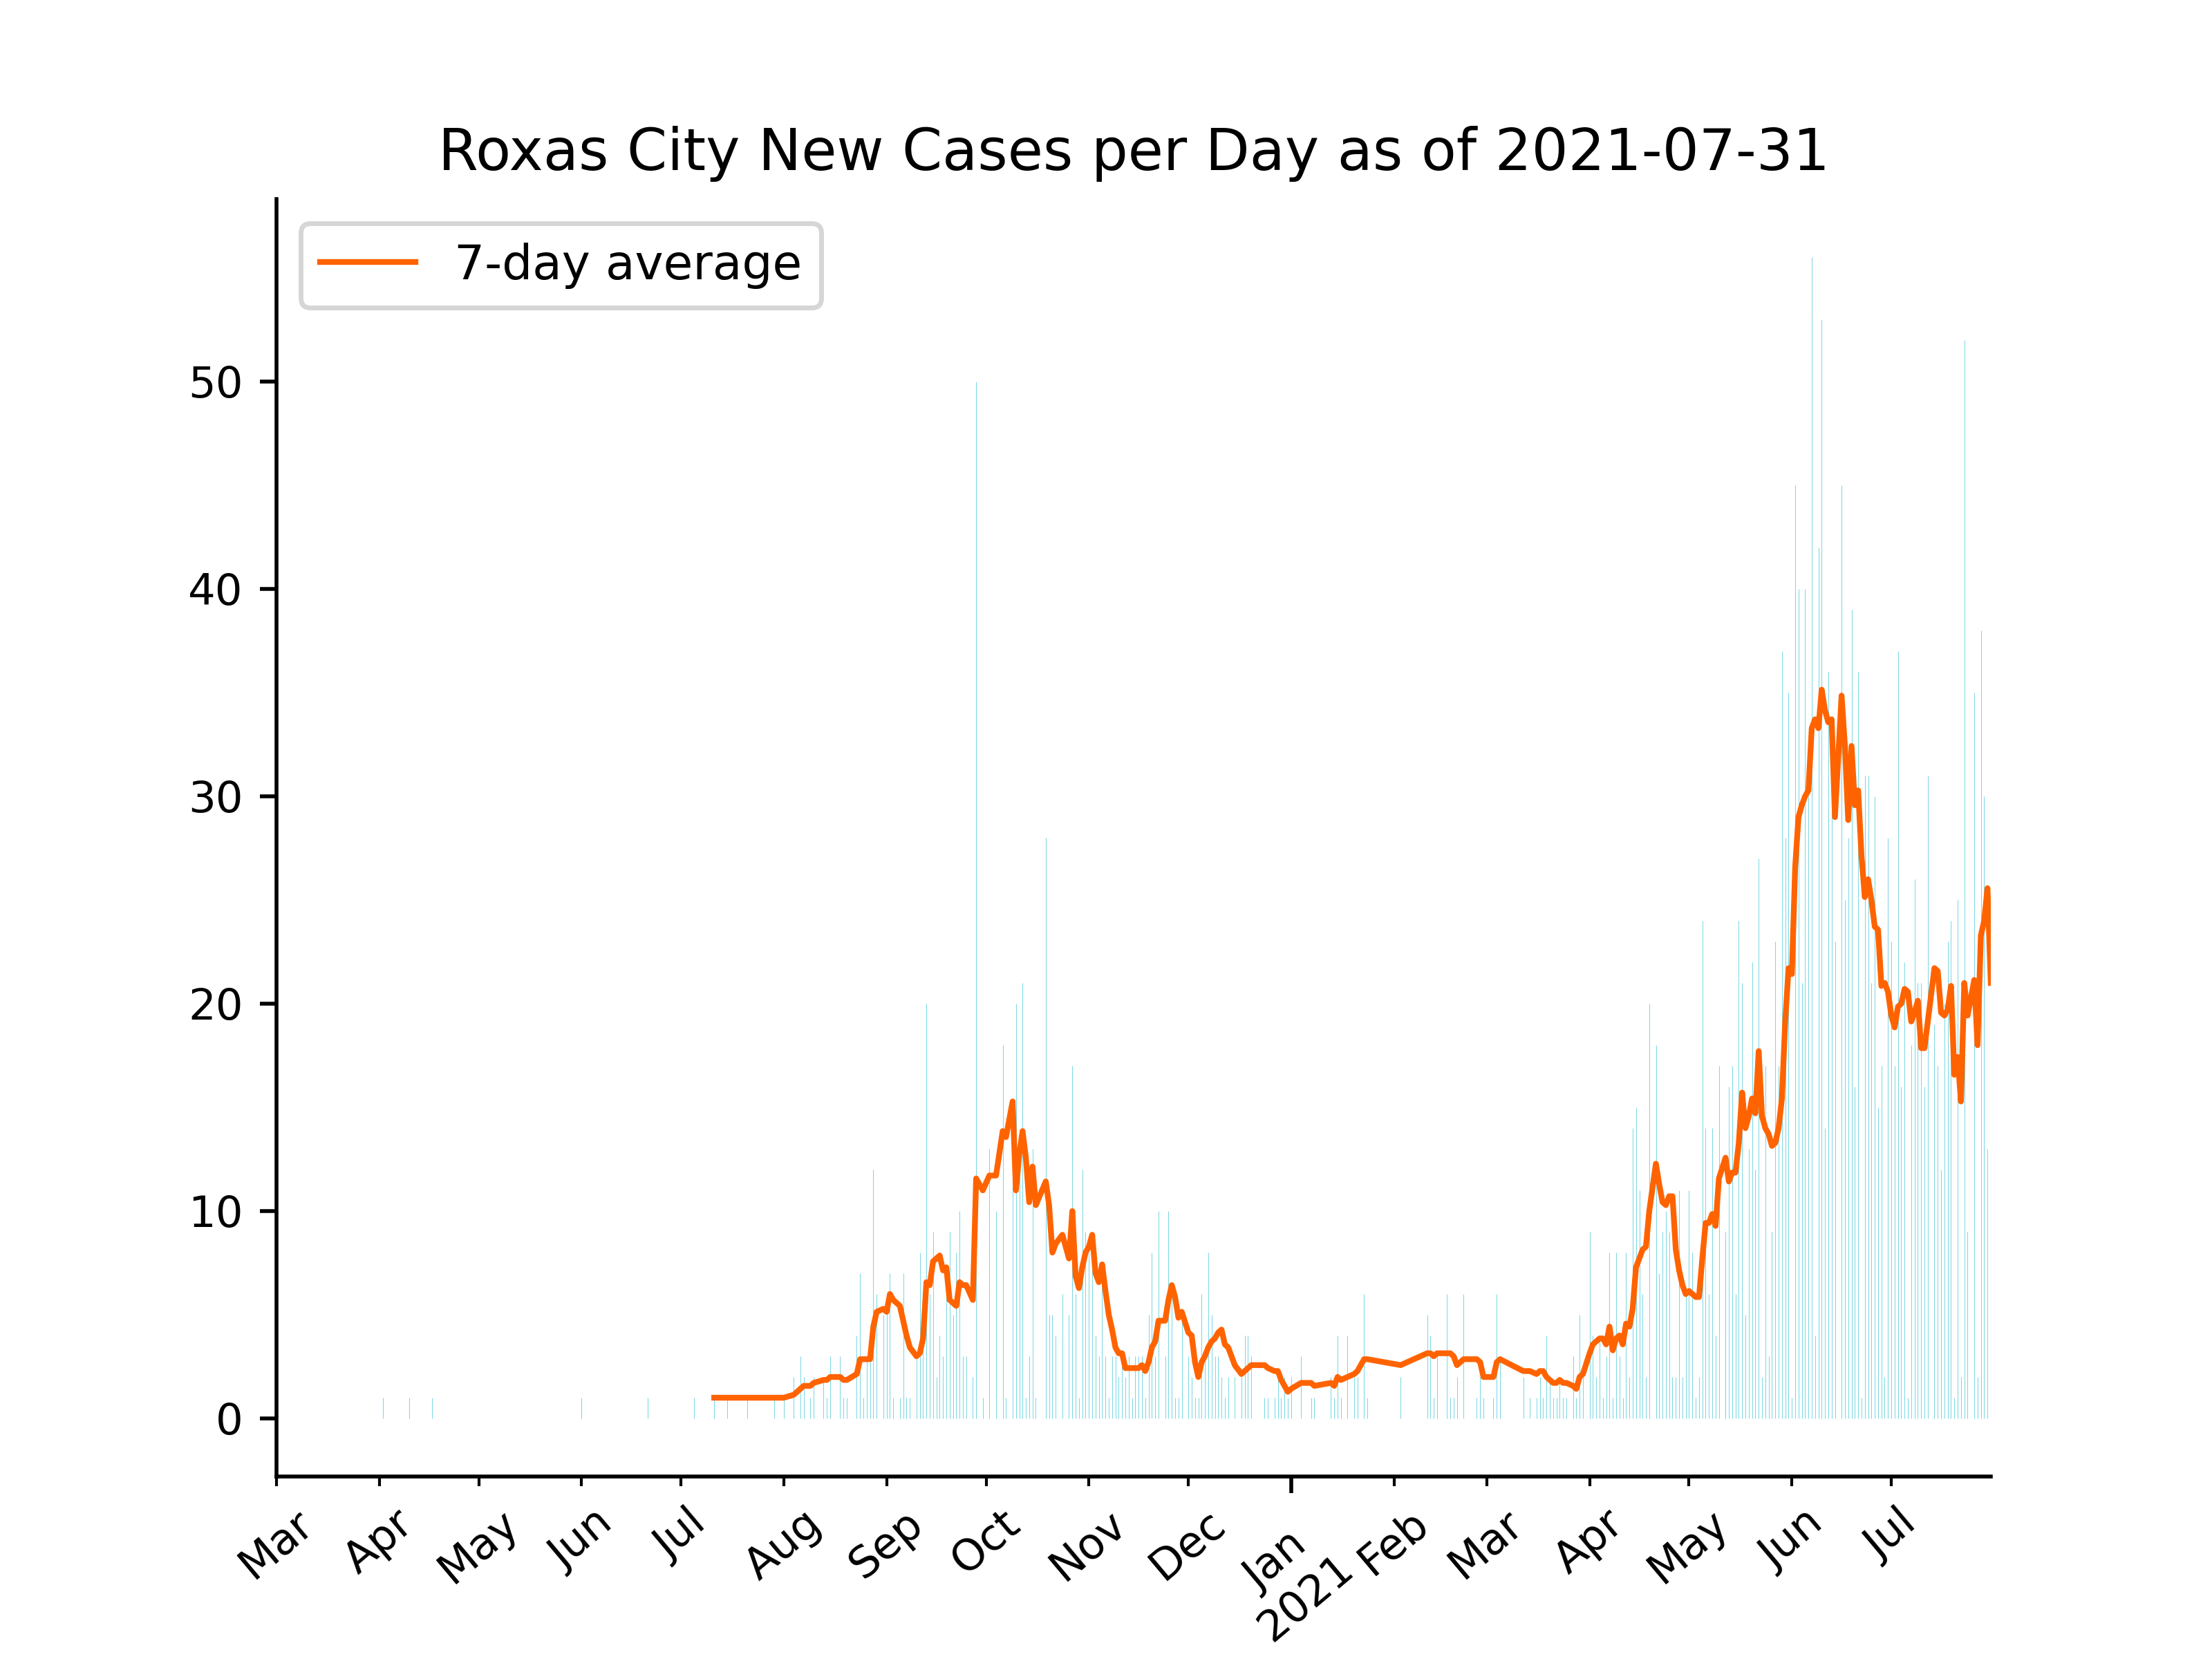 Roxas City New Cases per Day as of 2021-07-31
7-day average
50
40
30
20
10
0
Mar
Apr
May
Jun
Jul
Aug
Sep
Oct
Nov
Dec
Jan
2021
Feb
Mar
Apr
May
Jun
Jul